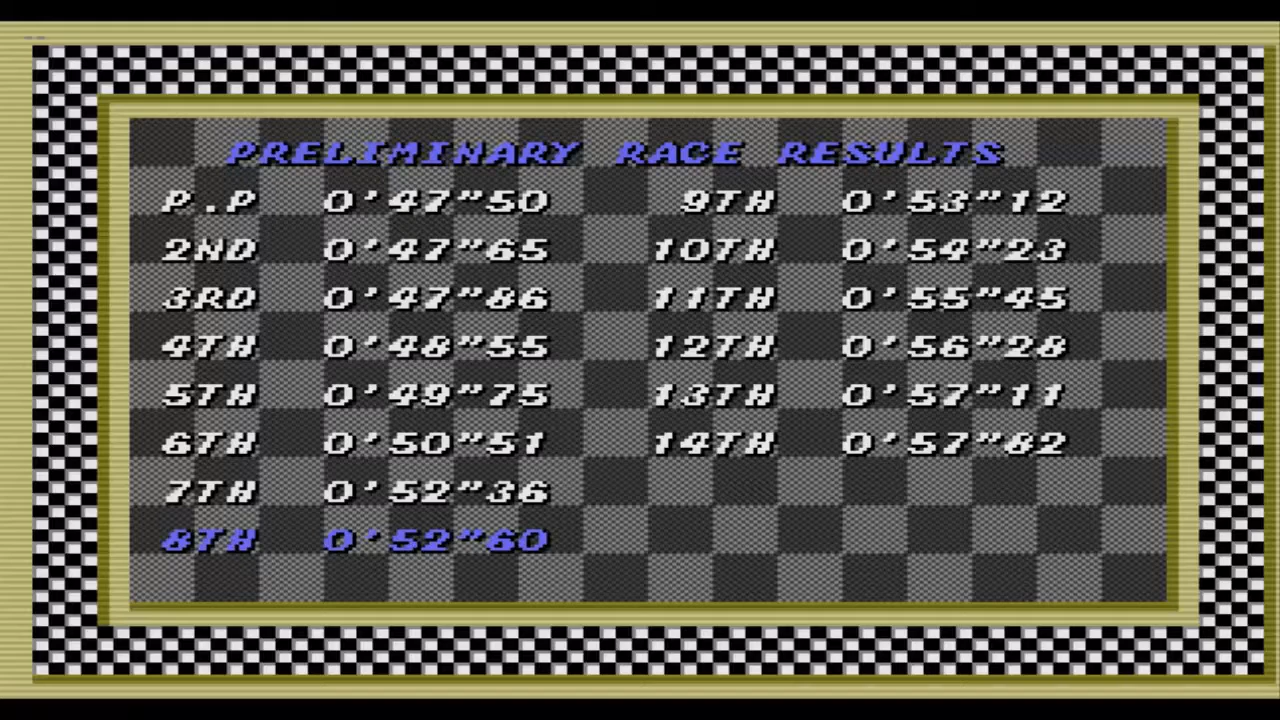 PRELIMINARY RACE RESULTS
P.P 0'47"50 9TH 0'53"12
2ND 0'47"65 10TH 0'54"23
3RD 0'47"86 11TH 0'55"45
4TH 0'48"55 12TH 0'56"28
5TH 0'49"75 13TH 0'57"11
6TH 0'50"51 14TH 0'57"82
7TH 0'52"36
8TH 0'52"60